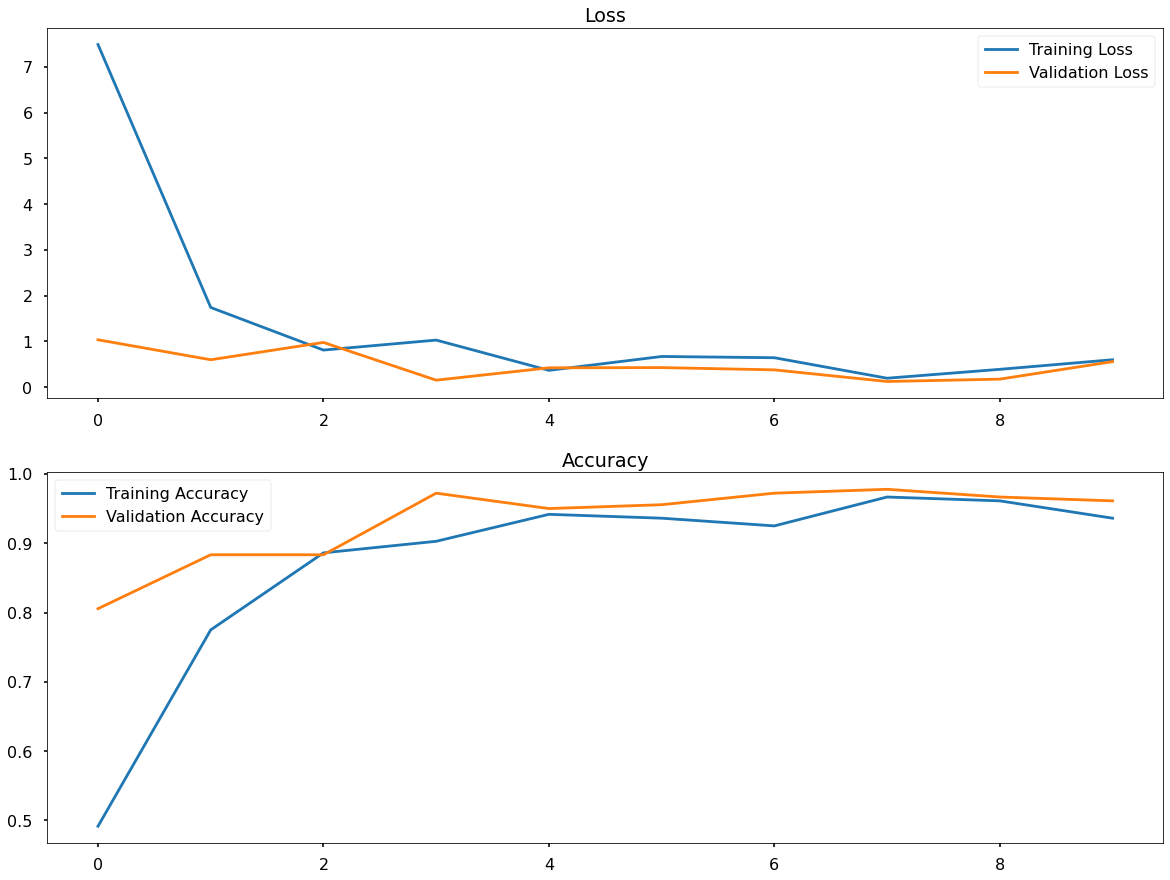 Loss
Training Loss
Validation Loss
7
6
5
4
3
2
1
0
0 2 4 6 8
Accuracy
Training Accuracy
Validation Accuracy
1.0
0.9
0.8
0.7
0.6
0.5
0 2 4 6 8